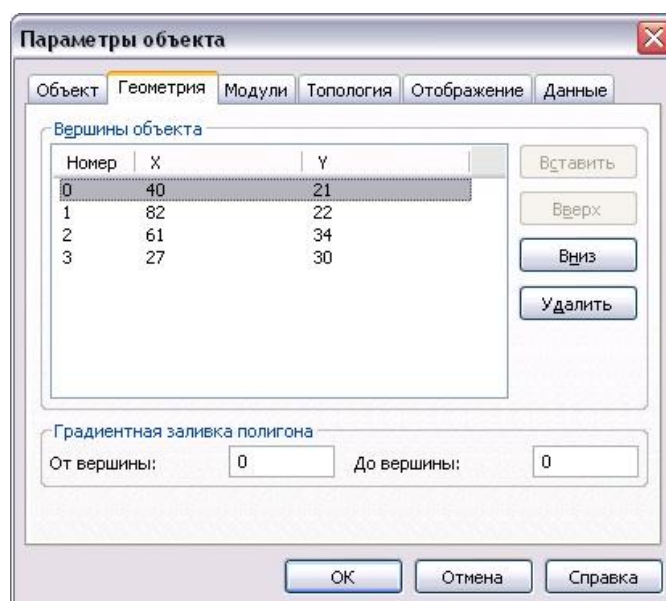 Параметры объекта
Объект Геометрия Модули Топология Отображение Данные
Вершины объекта
Номер X Y
0 40 21
1 82 22
2 61 34
3 27 30
Вставить
Вверх
Вниз
Удалить
Градиентная заливка полигона
От вершины: 0 До вершины: 0
ОК Отмена Справка